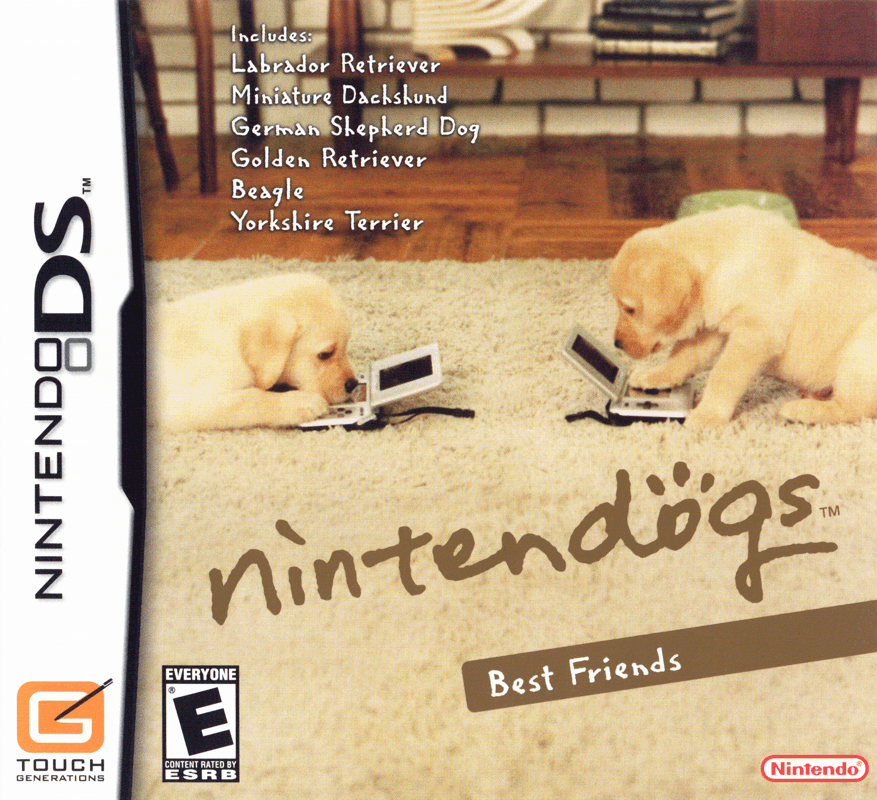 Includes:
Labrador Retriever
Miniature Dachshund
German Shepherd Dog
Golden Retriever
Beagle
Yorkshire Terrier
NINTENDO DS™
nintendögs™
Best Friends
EVERYONE
®
E
CONTENT RATED BY
ESRB
TOUCH
GENERATIONS
Nintendo®